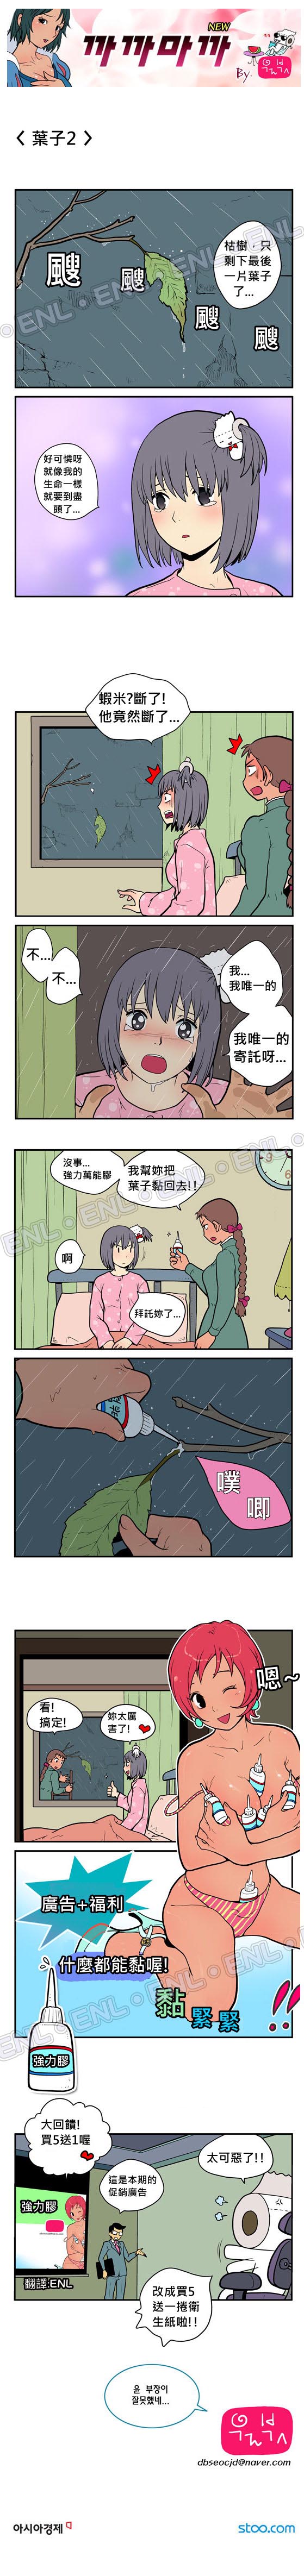 NEW
까까마까
By.
< 葉子2 >
颼
颼
颼
颼
枯樹，只
剩下最後
一片葉子
了...
好可憐呀
就像我的
生命一樣
就要到盡
頭了...
蝦米?斷了!
他竟然斷了...
不...
不...
我...
我唯一的
我唯一的
寄託呀...
沒事...
強力萬能膠
我幫妳把
葉子黏回去!!
啊
拜託妳了...
噗
唧
看!
搞定!
妳太厲
害了!
嗯~
廣告+福利
什麼都能黏喔!
黏 緊 緊
!!
強力膠
大回饋!
買5送1喔
強力膠
翻譯:ENL
這是本期的
促銷廣告
太可惡了!!
改成買5
送一捲衛
生紙啦!!
윤 부장이
잘못했네...
dbseocjd@naver.com
아시아경제
stoo.com
ENL